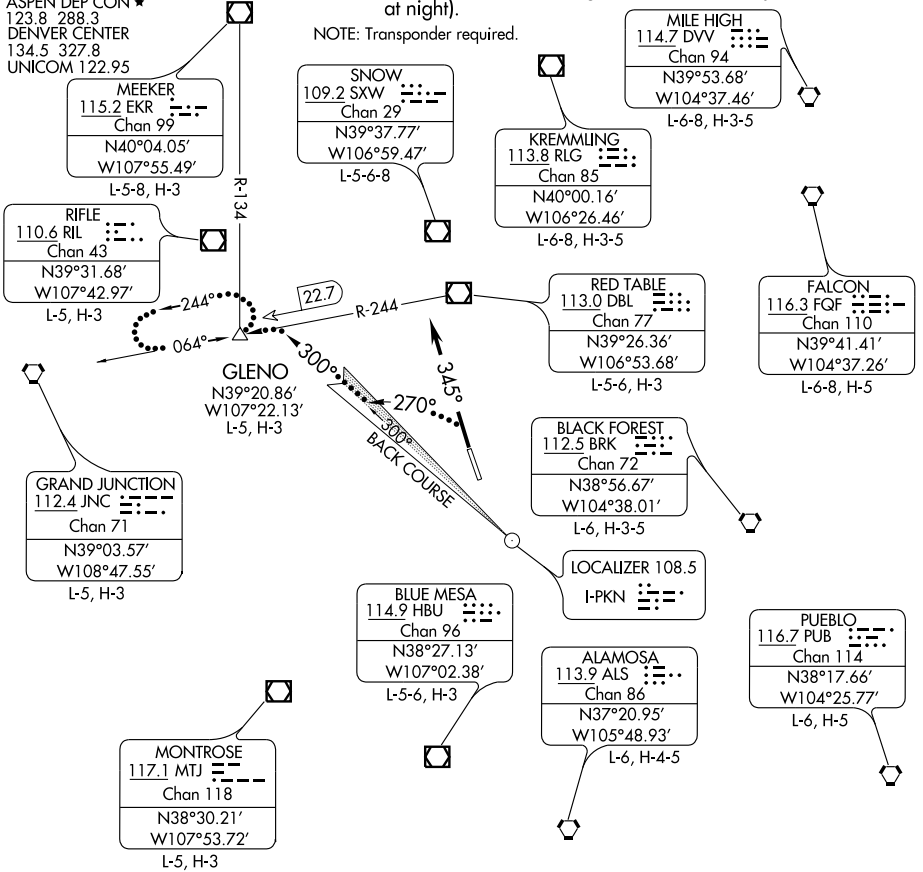 ASPEN DEP CON ★
123.8 288.3
DENVER CENTER
134.5 327.8
UNICOM 122.95
at night).
NOTE: Transponder required.
MEEKER
115.2 EKR
Chan 99
N40°04.05’
W107°55.49’
L-5-8, H-3
SNOW
109.2 SXW
Chan 29
N39°37.77’
W106°59.47’
L-5-6-8
KREMMLING
113.8 RLG
Chan 85
N40°00.16’
W106°26.46’
L-6-8, H-3-5
MILE HIGH
114.7 DVV
Chan 94
N39°53.68’
W104°37.46’
L-6-8, H-3-5
RIFLE
110.6 RIL
Chan 43
N39°31.68’
W107°42.97’
L-5, H-3
R-134
244°
064°
22.7
R-244
GLENO
N39°20.86’
W107°22.13’
L-5, H-3
300°
300°
270°
345°
BACK COURSE
RED TABLE
113.0 DBL
Chan 77
N39°26.36’
W106°53.68’
L-5-6, H-3
FALCON
116.3 FQF
Chan 110
N39°41.41’
W104°37.26’
L-6-8, H-5
BLACK FOREST
112.5 BRK
Chan 72
N38°56.67’
W104°38.01’
L-6, H-3-5
GRAND JUNCTION
112.4 JNC
Chan 71
N39°03.57’
W108°47.55’
L-5, H-3
LOCALIZER 108.5
I-PKN
BLUE MESA
114.9 HBU
Chan 96
N38°27.13’
W107°02.38’
L-5-6, H-3
ALAMOSA
113.9 ALS
Chan 86
N37°20.95’
W105°48.93’
L-6, H-4-5
PUEBLO
116.7 PUB
Chan 114
N38°17.66’
W104°25.77’
L-6, H-5
MONTROSE
117.1 MTJ
Chan 118
N38°30.21’
W107°53.72’
L-5, H-3